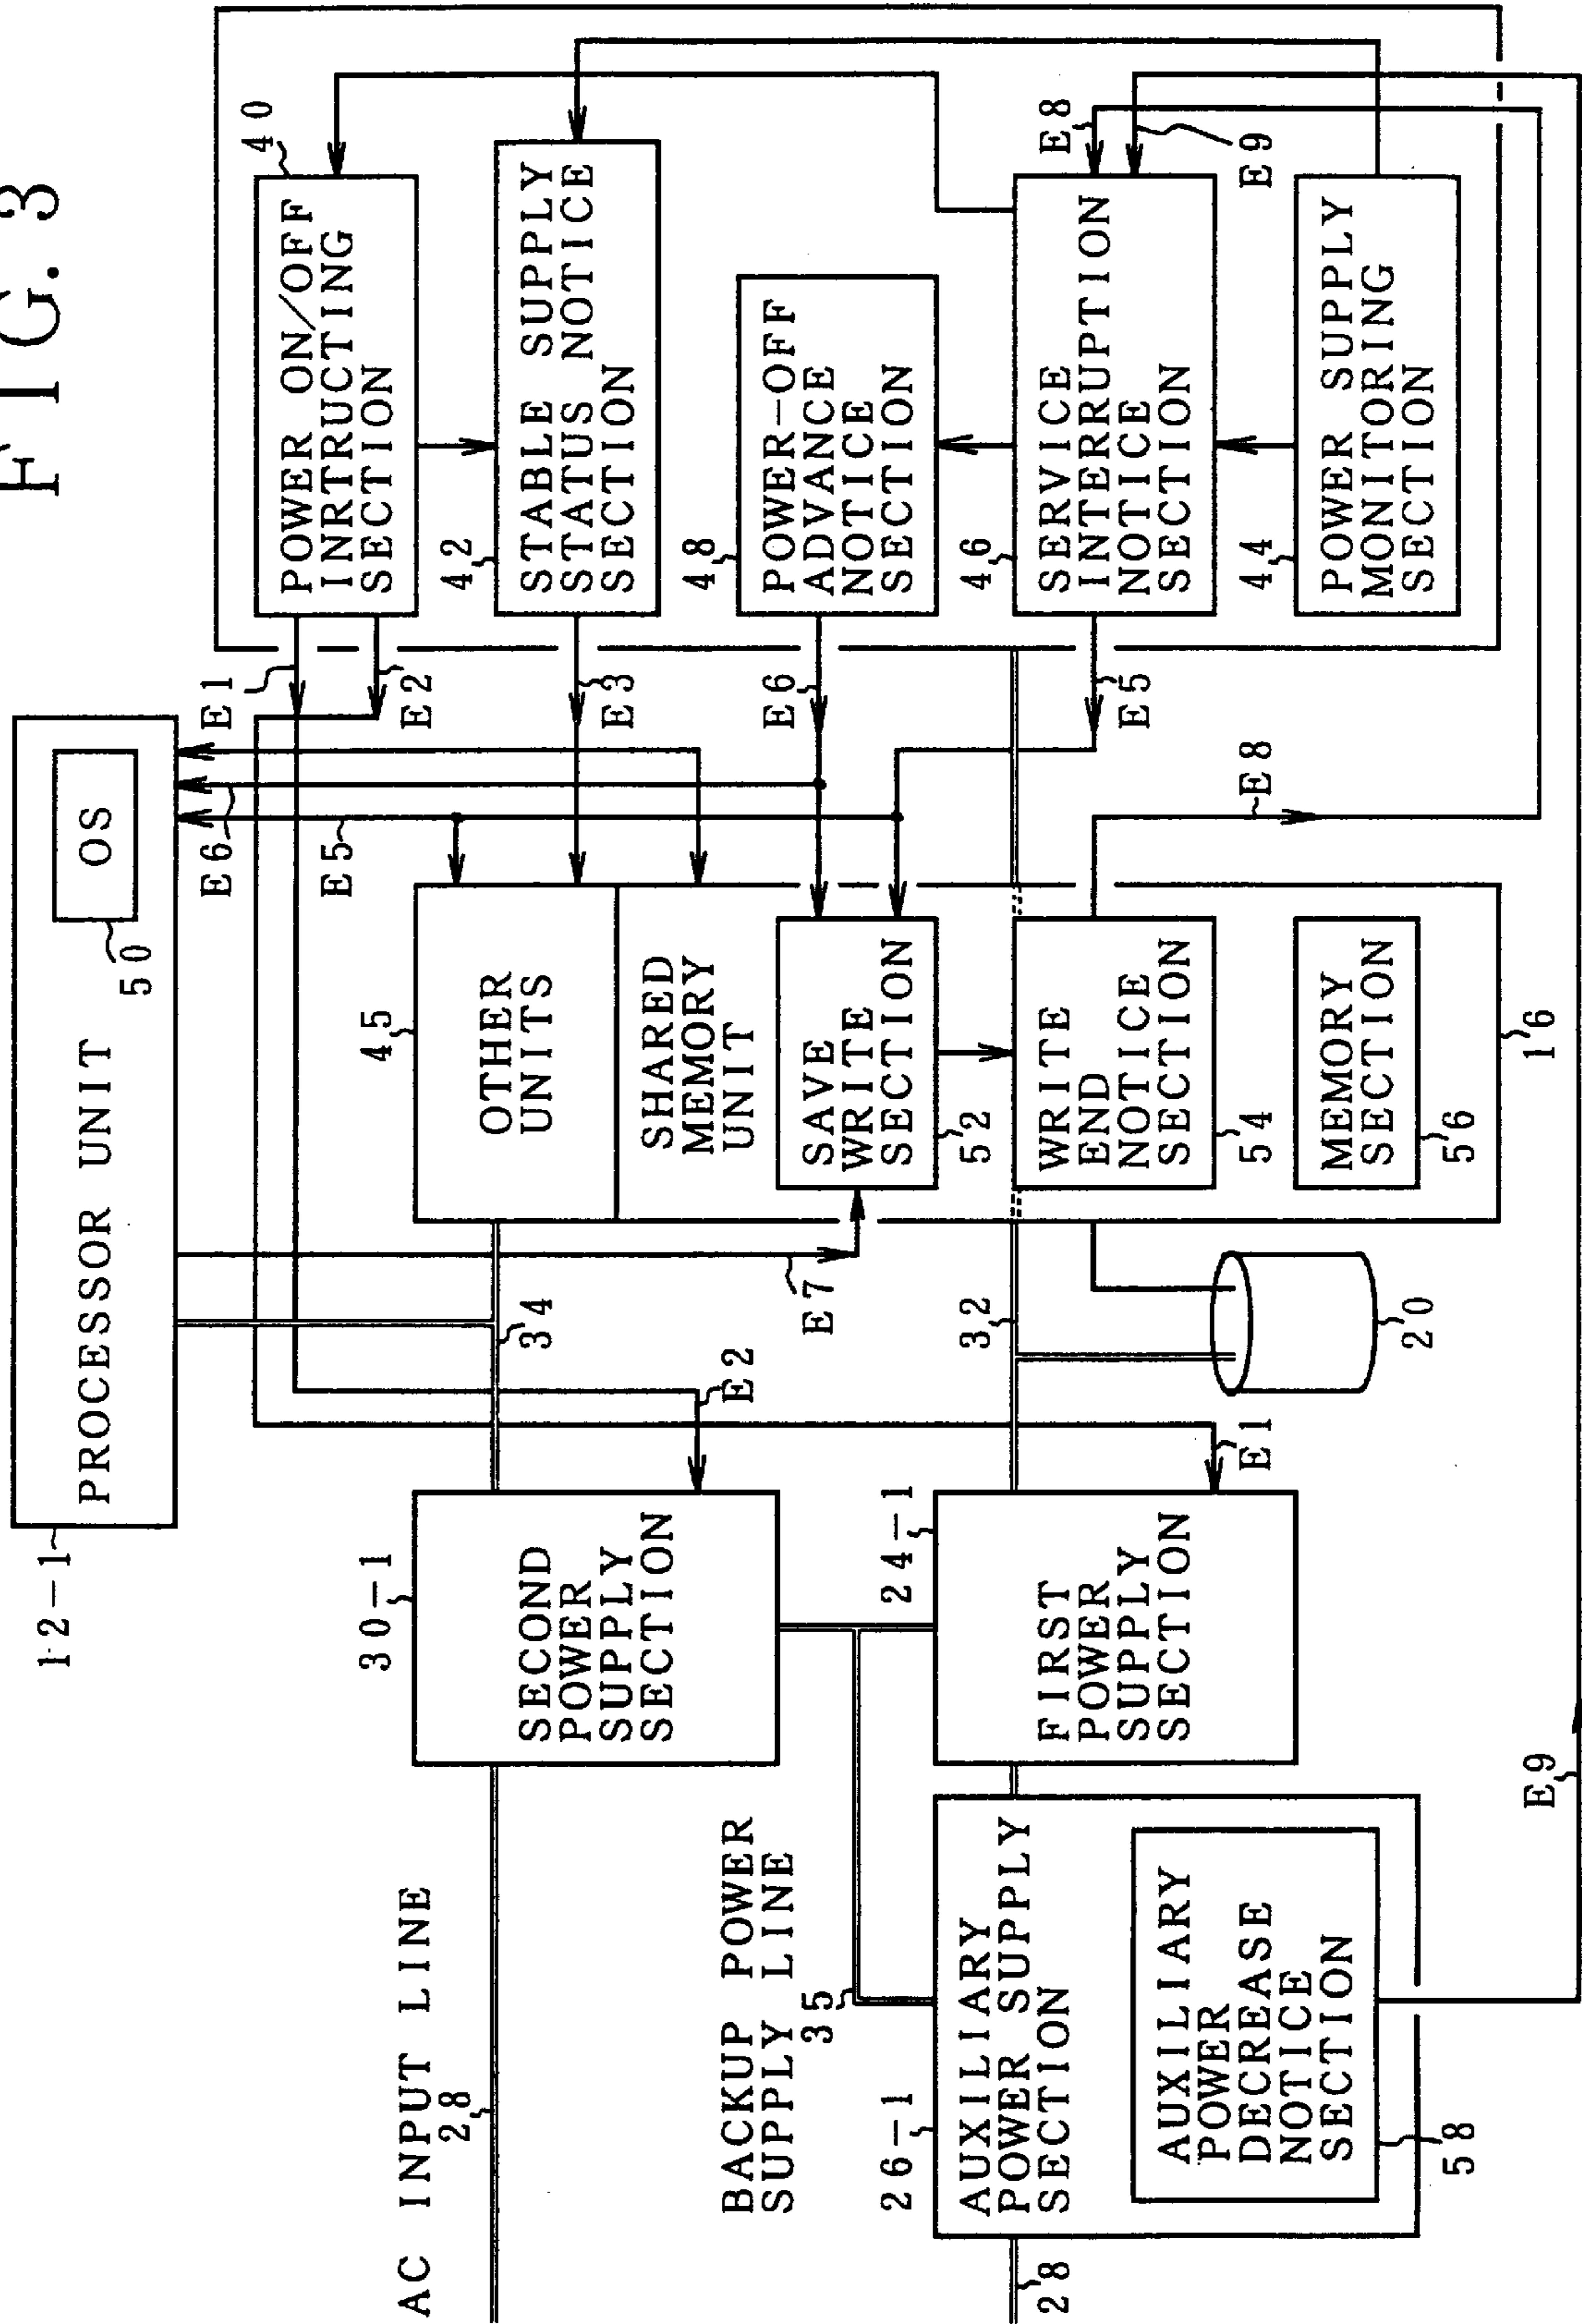 FIG. 3
12-1
PROCESSOR UNIT
OS
50
E1
E2
E6
E5
40
POWER ON/OFF
INRTRUCTING
SECTION
42
STABLE SUPPLY
STATUS NOTICE
SECTION
E3
48
POWER-OFF
ADVANCE
NOTICE
SECTION
E6
46
SERVICE
INTERRUPTION
NOTICE
SECTION
E5
E8
E9
44
POWER SUPPLY
MONITORING
SECTION
45
OTHER
UNITS
SHARED
MEMORY
UNIT
SAVE
WRITE
SECTION
52
WRITE
END
NOTICE
SECTION
54
MEMORY
SECTION
56
16
E8
E7
34
32
20
E2
E1
30-1
SECOND
POWER
SUPPLY
SECTION
24-1
FIRST
POWER
SUPPLY
SECTION
AC INPUT LINE
28
BACKUP POWER
SUPPLY LINE
35
26-1
AUXILIARY
POWER SUPPLY
SECTION
AUXILIARY
POWER
DECREASE
NOTICE
SECTION
58
28
E9